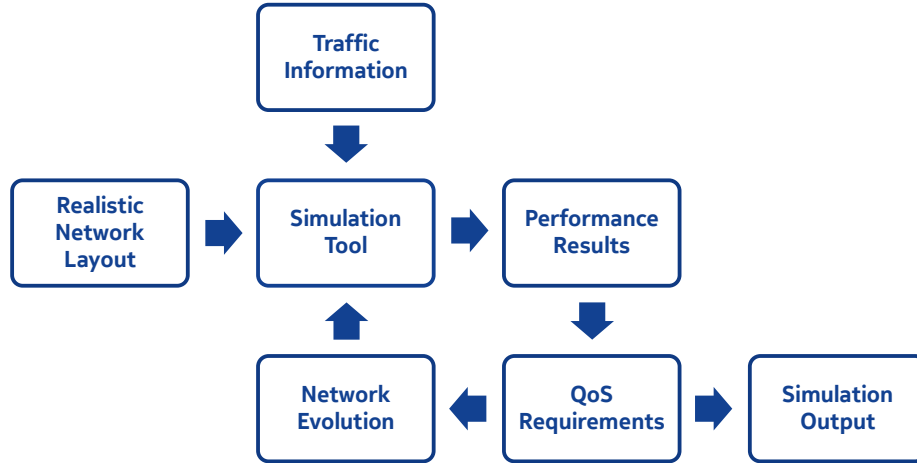 Traffic
Information
Realistic
Network
Layout
Simulation
Tool
Performance
Results
Network
Evolution
QoS
Requirements
Simulation
Output